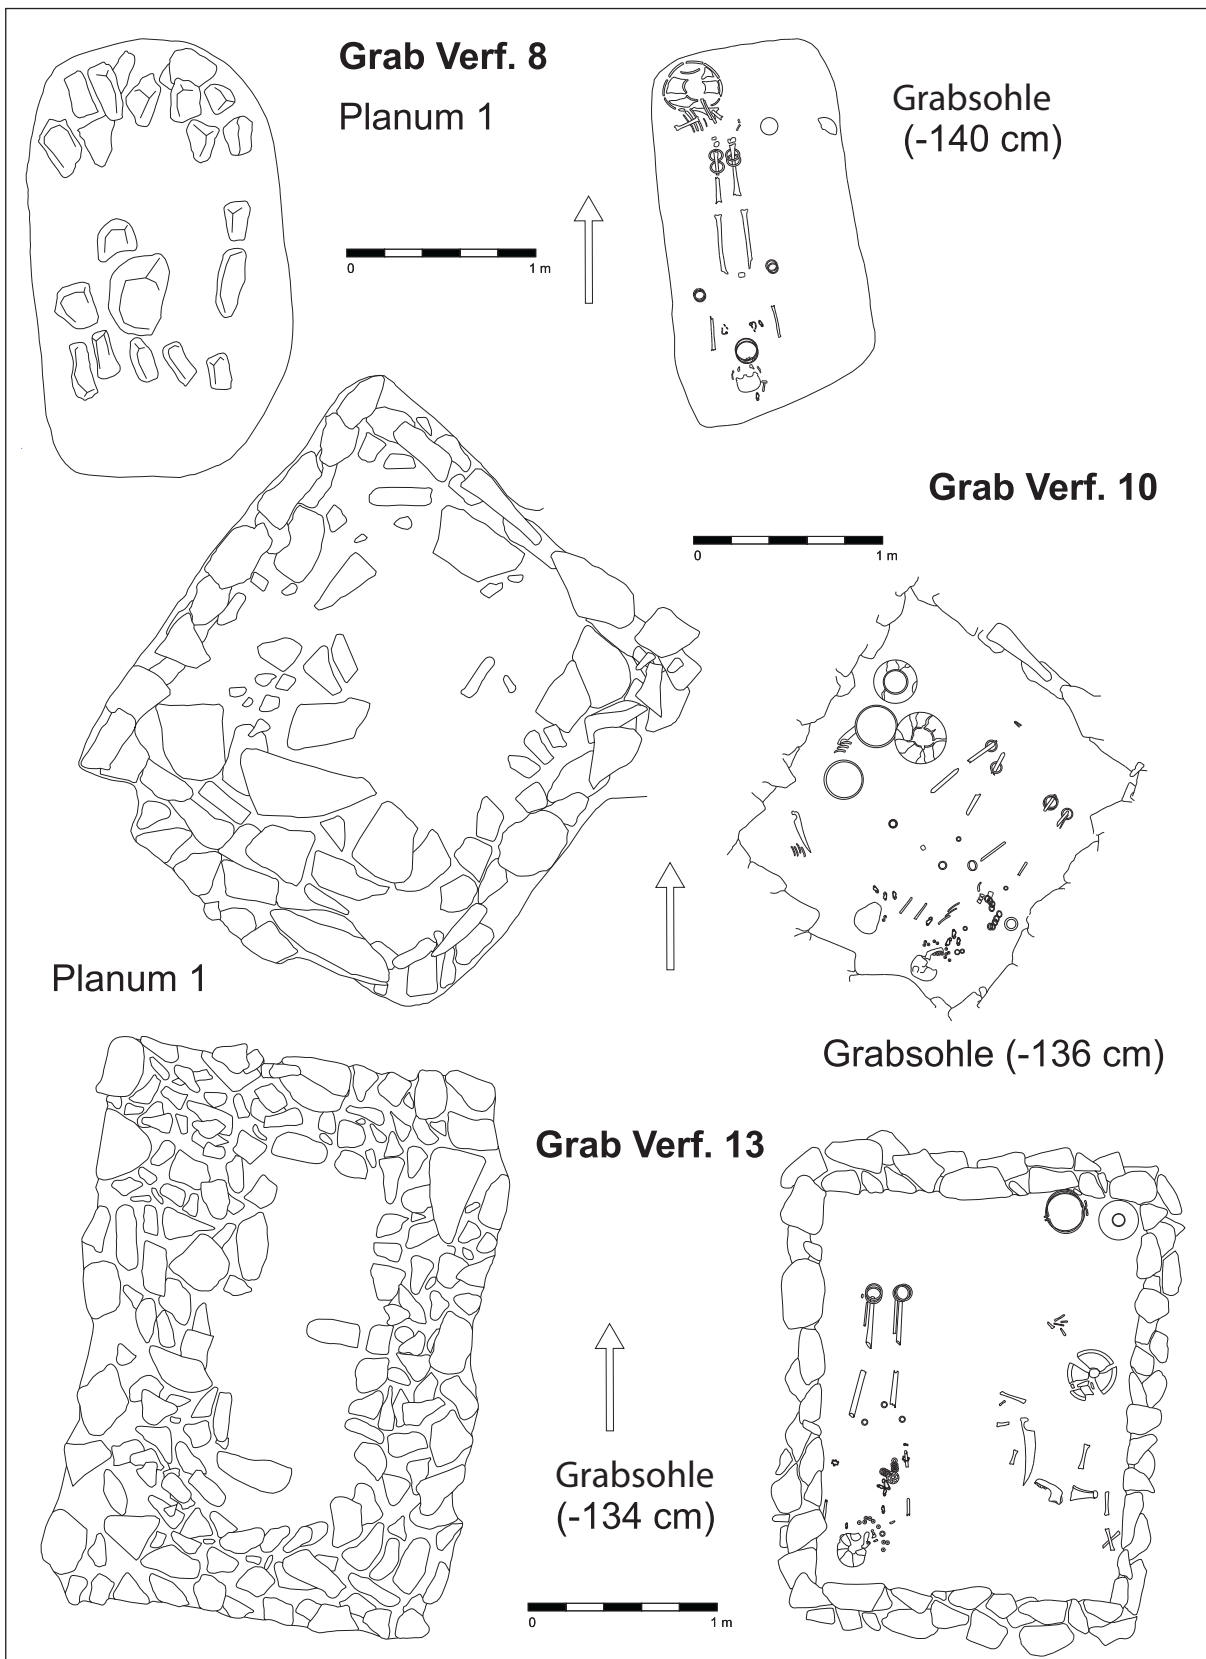 Grab Verf. 8
Planum 1
Grabsohle
(-140 cm)
0 1 m
Grab Verf. 10
0 1 m
Planum 1
Grabsohle (-136 cm)
Grab Verf. 13
Grabsohle
(-134 cm)
0 1 m